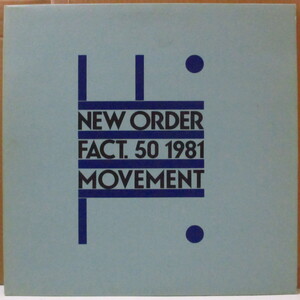 NEW ORDER
FACT. 50 1981
MOVEMENT